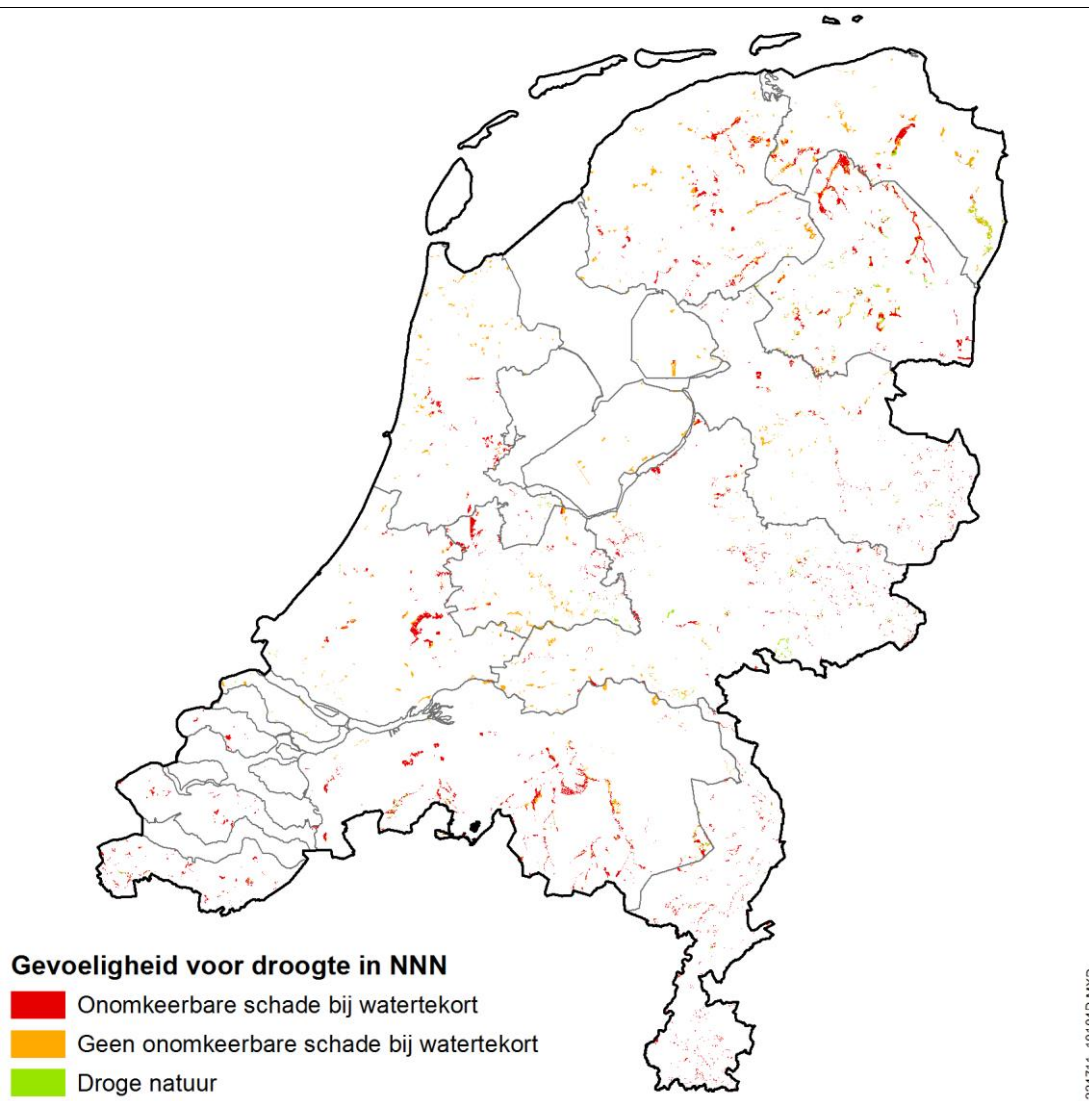 Gevoeligheid voor droogte in NNN
Onomkeerbare schade bij watertekort
Geen onomkeerbare schade bij watertekort
Droge natuur